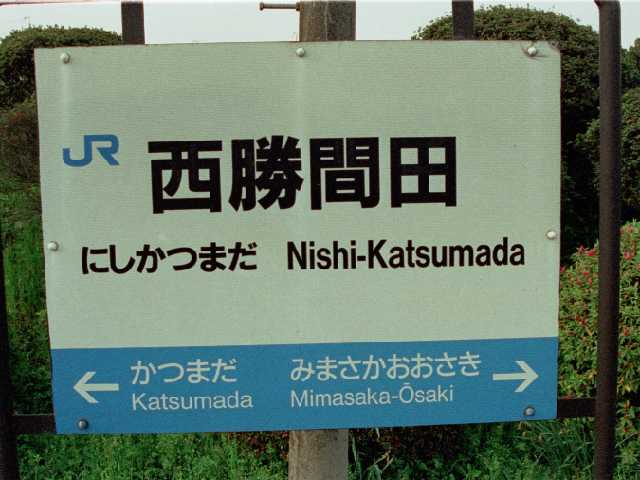 JR 西勝間田
にしかつまだ Nishi-Katsumada
かつまだ みまさかおおさき
Katsumada Mimasaka-Ōsaki